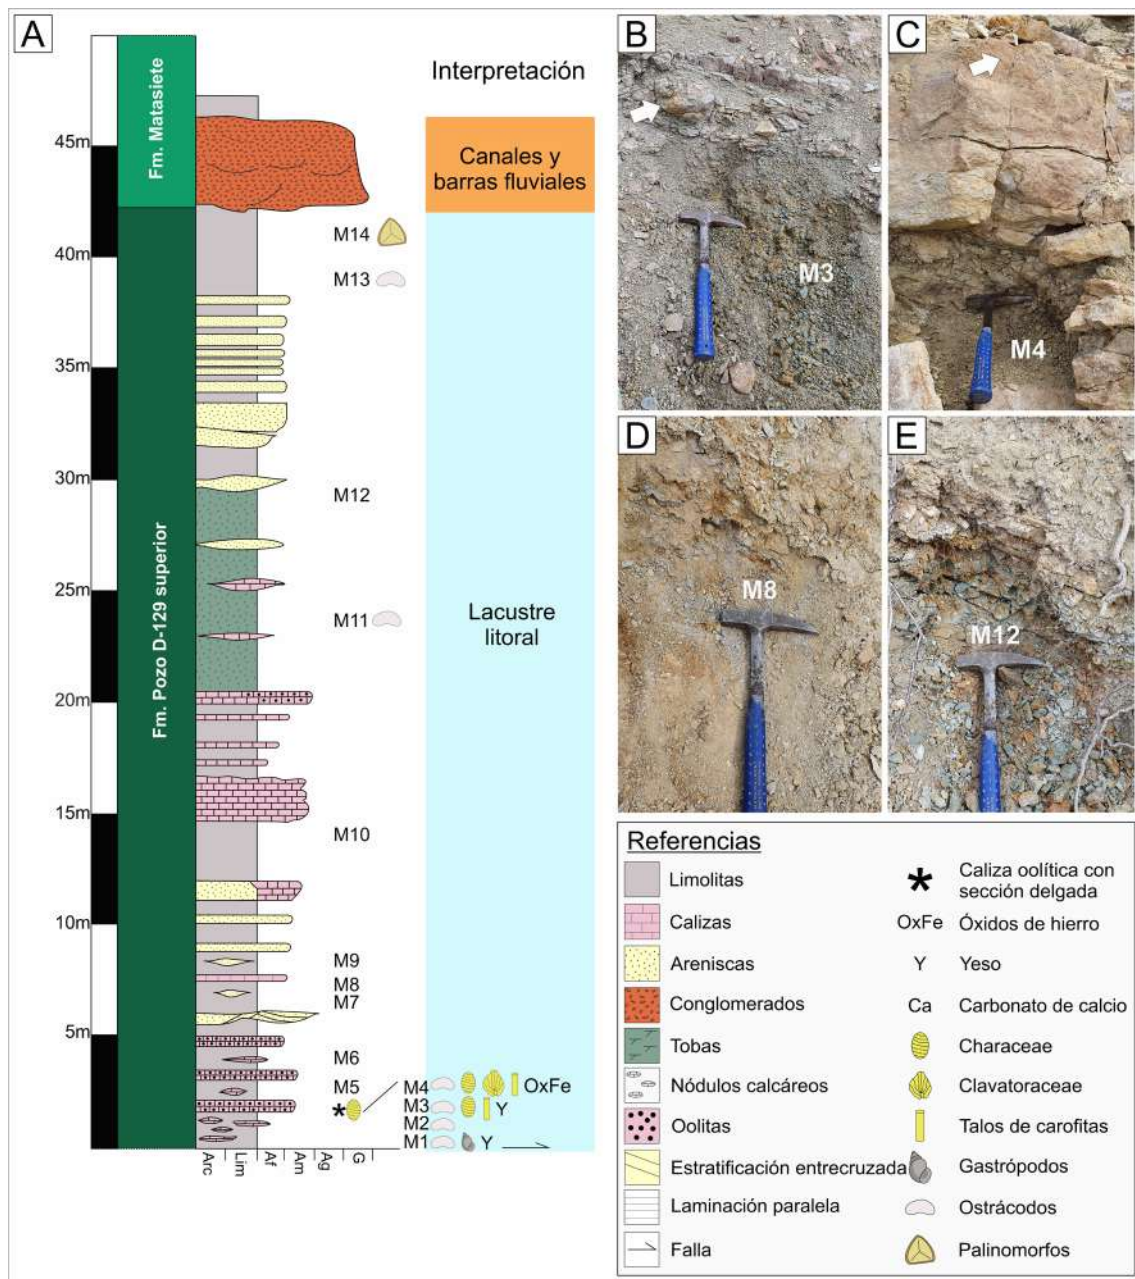 A
Interpretación
Fm. Matasiete
Fm. Pozo D-129 superior
45m
40m
35m
30m
25m
20m
15m
10m
5m
Canales y
barras fluviales
Lacustre
litoral
M14
M13
M12
M11
M10
M9
M8
M7
M6
M5
*
M4 OxFe
M3 Y
M2
M1 Y
Arc
Lim
Af
Am
Ag
G
B
M3
C
M4
D
M8
E
M12
Referencias
Limolitas
Calizas
Areniscas
Conglomerados
Tobas
Nódulos calcáreos
Oolitas
Estratificación entrecruzada
Laminación paralela
Falla
* Caliza oolítica con
sección delgada
OxFe Óxidos de hierro
Y Yeso
Ca Carbonato de calcio
Characeae
Clavatoraceae
Talos de carofitas
Gastrópodos
Ostrácodos
Palinomorfos